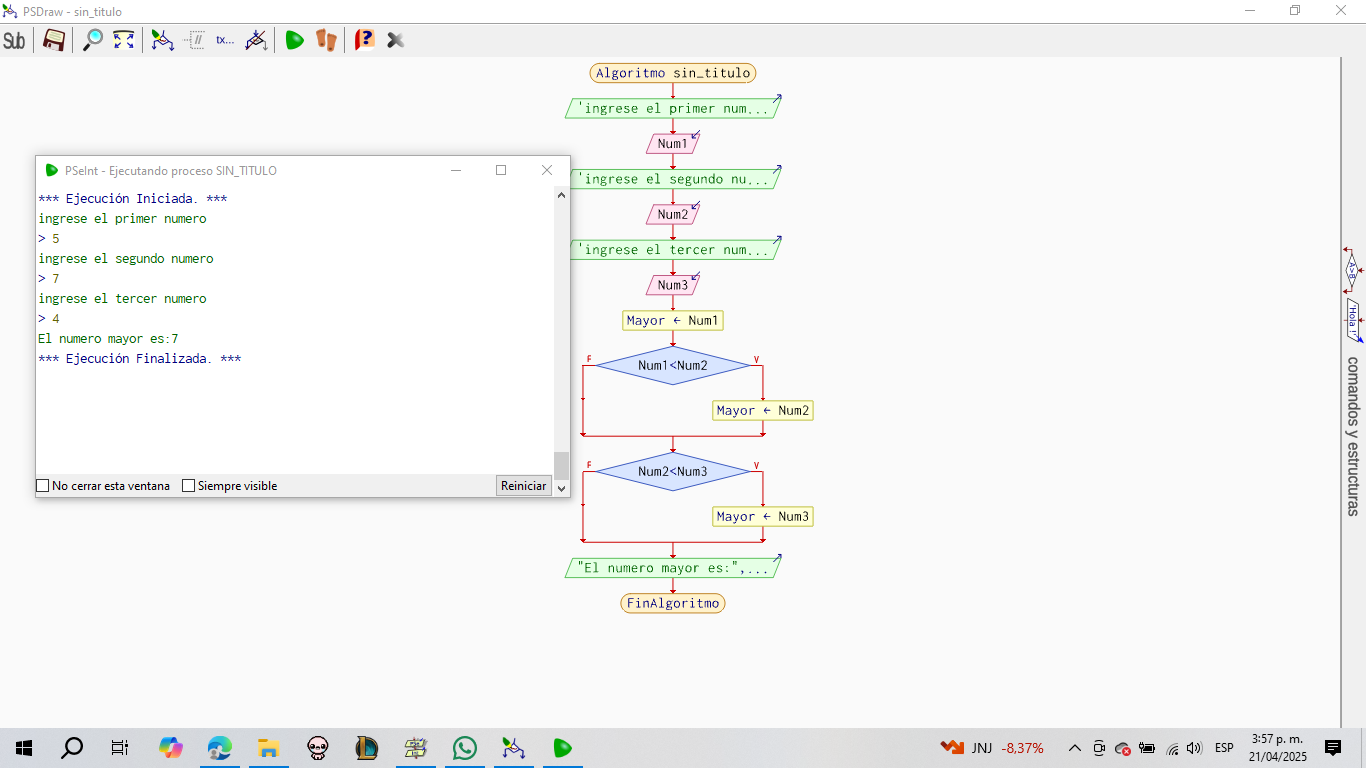 PSDraw - sin_titulo
Sub
tx...
?
Algoritmo sin_titulo
'ingrese el primer num...
Num1
'ingrese el segundo nu...
Num2
'ingrese el tercer num...
Num3
Mayor ← Num1
F
Num1<Num2
V
Mayor ← Num2
F
Num2<Num3
V
Mayor ← Num3
"El numero mayor es:",...
FinAlgoritmo
PSeInt - Ejecutando proceso SIN_TITULO
*** Ejecución Iniciada. ***
ingrese el primer numero
> 5
ingrese el segundo numero
> 7
ingrese el tercer numero
> 4
El numero mayor es:7
*** Ejecución Finalizada. ***
No cerrar esta ventana
Siempre visible
Reiniciar
A>B
'Hola !'
comandos y estructuras
JNJ -8,37%
ESP
3:57 p. m.
21/04/2025